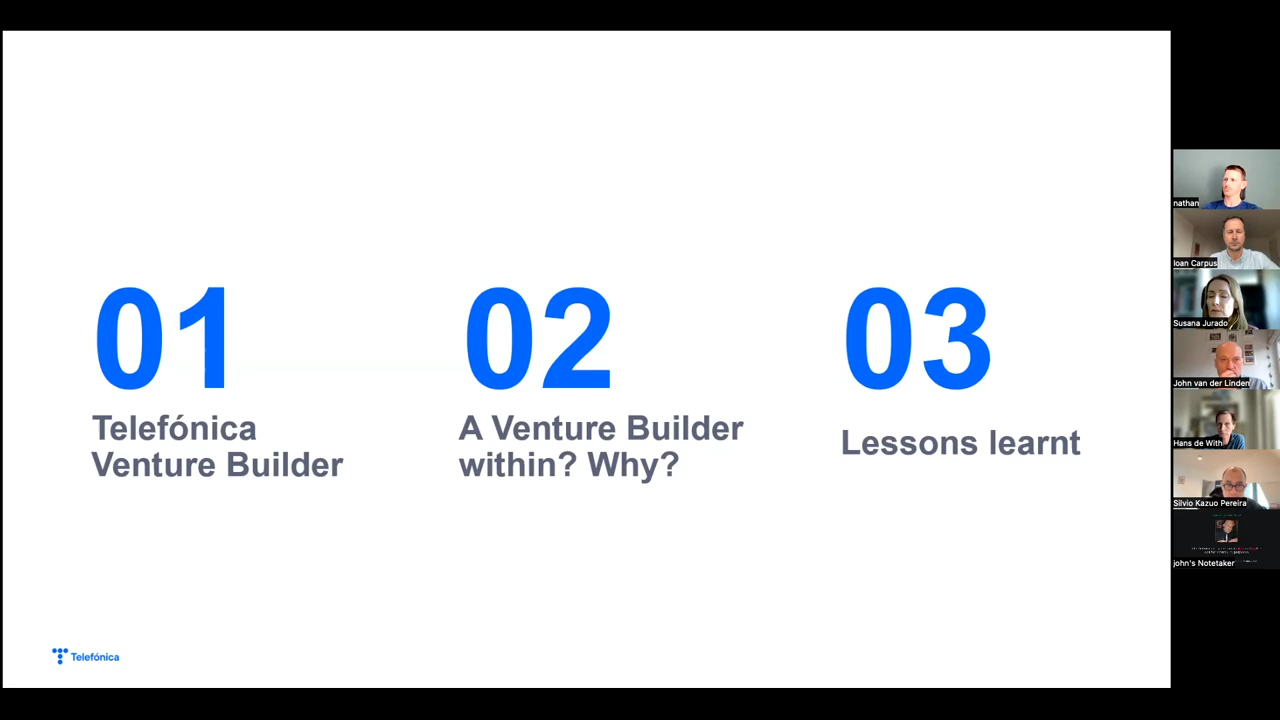 01
Telefónica
Venture Builder
02
A Venture Builder
within? Why?
03
Lessons learnt
Telefónica
nathan
Ioan Carpus
Susana Jurado
John van der Linden
Hans de With
Silvio Kazuo Pereira
john's Notetaker